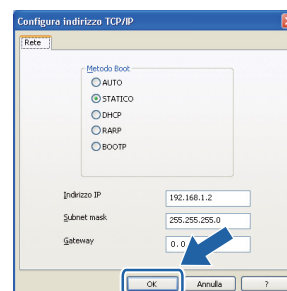 Configura indirizzo TCP/IP
Rete
Metodo Boot
AUTO
STATICO
DHCP
RARP
BOOTP
Indirizzo IP 192.168.1.2
Subnet mask 255.255.255.0
Gateway 0.0
OK Annulla ?